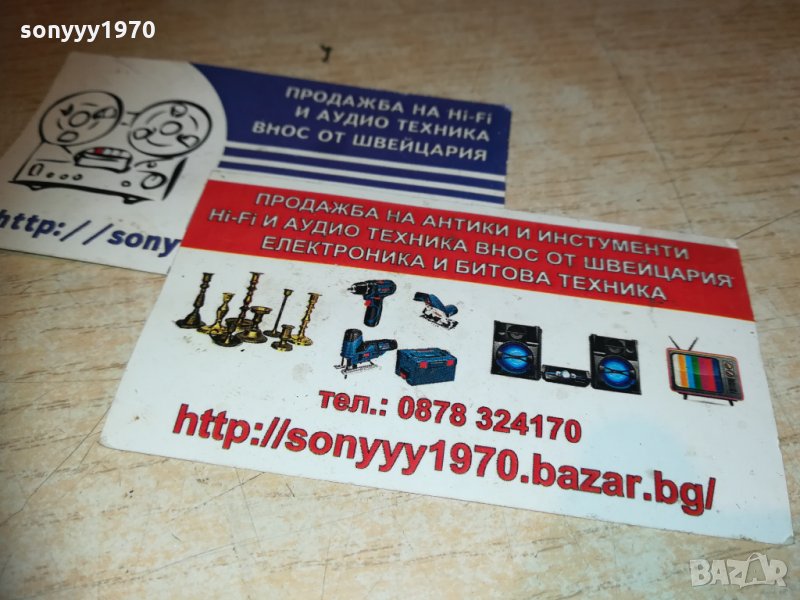 sonyyy1970
ПРОДАЖБА НА Hi-Fi
И АУДИО ТЕХНИКА
ВНОС ОТ ШВЕЙЦАРИЯ
http://sony
ПРОДАЖБА НА АНТИКИ И ИНСТУМЕНТИ
Hi-Fi И АУДИО ТЕХНИКА ВНОС ОТ ШВЕЙЦАРИЯ
ЕЛЕКТРОНИКА И БИТОВА ТЕХНИКА
тел.: 0878 324170
http://sonyyy1970.bazar.bg/
BAZAR